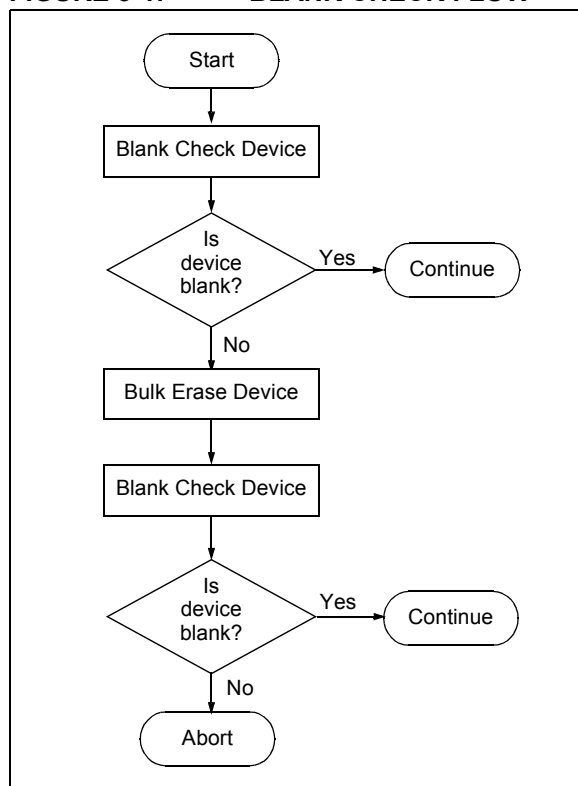 Start
Blank Check Device
Is
device
blank?
Yes
Continue
No
Bulk Erase Device
Blank Check Device
Is
device
blank?
Yes
Continue
No
Abort